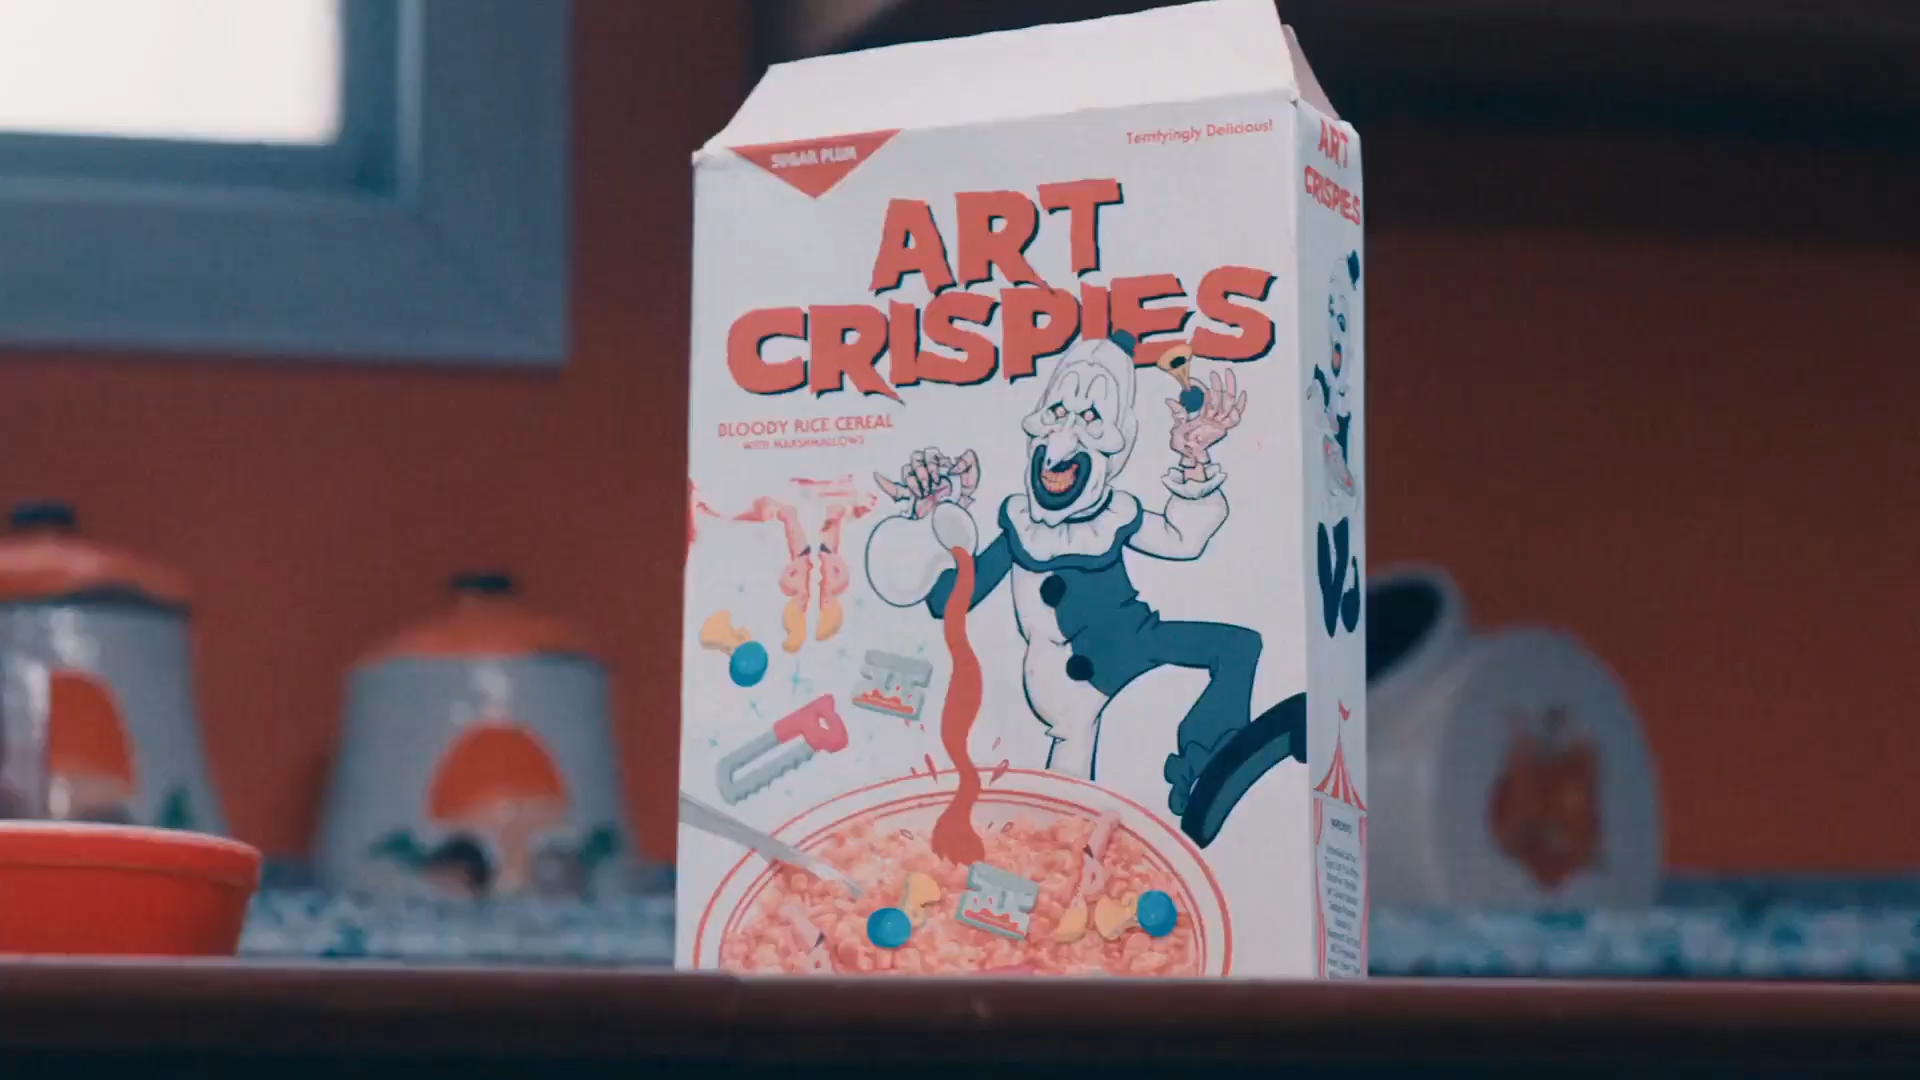 SUGAR PLUM
Terrifyingly Delicious!
ART
CRISPIES
BLOODY RICE CEREAL
WITH MARSHMALLOWS
ART
CRISPIES